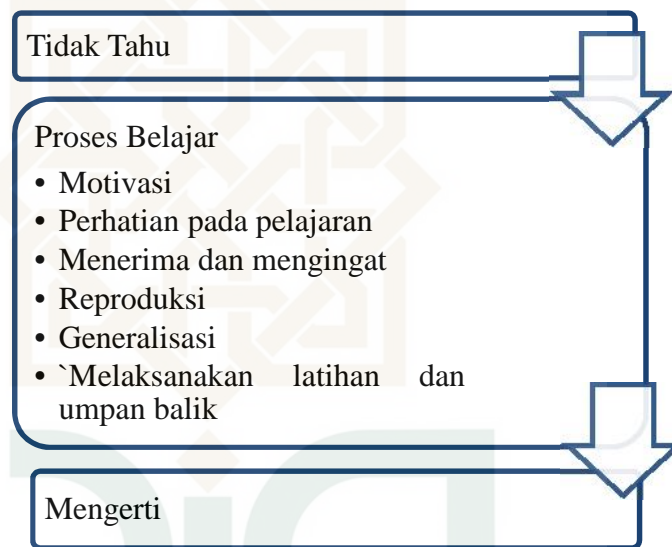 Tidak Tahu
Proses Belajar
• Motivasi
• Perhatian pada pelajaran
• Menerima dan mengingat
• Reproduksi
• Generalisasi
• `Melaksanakan latihan dan
umpan balik
Mengerti